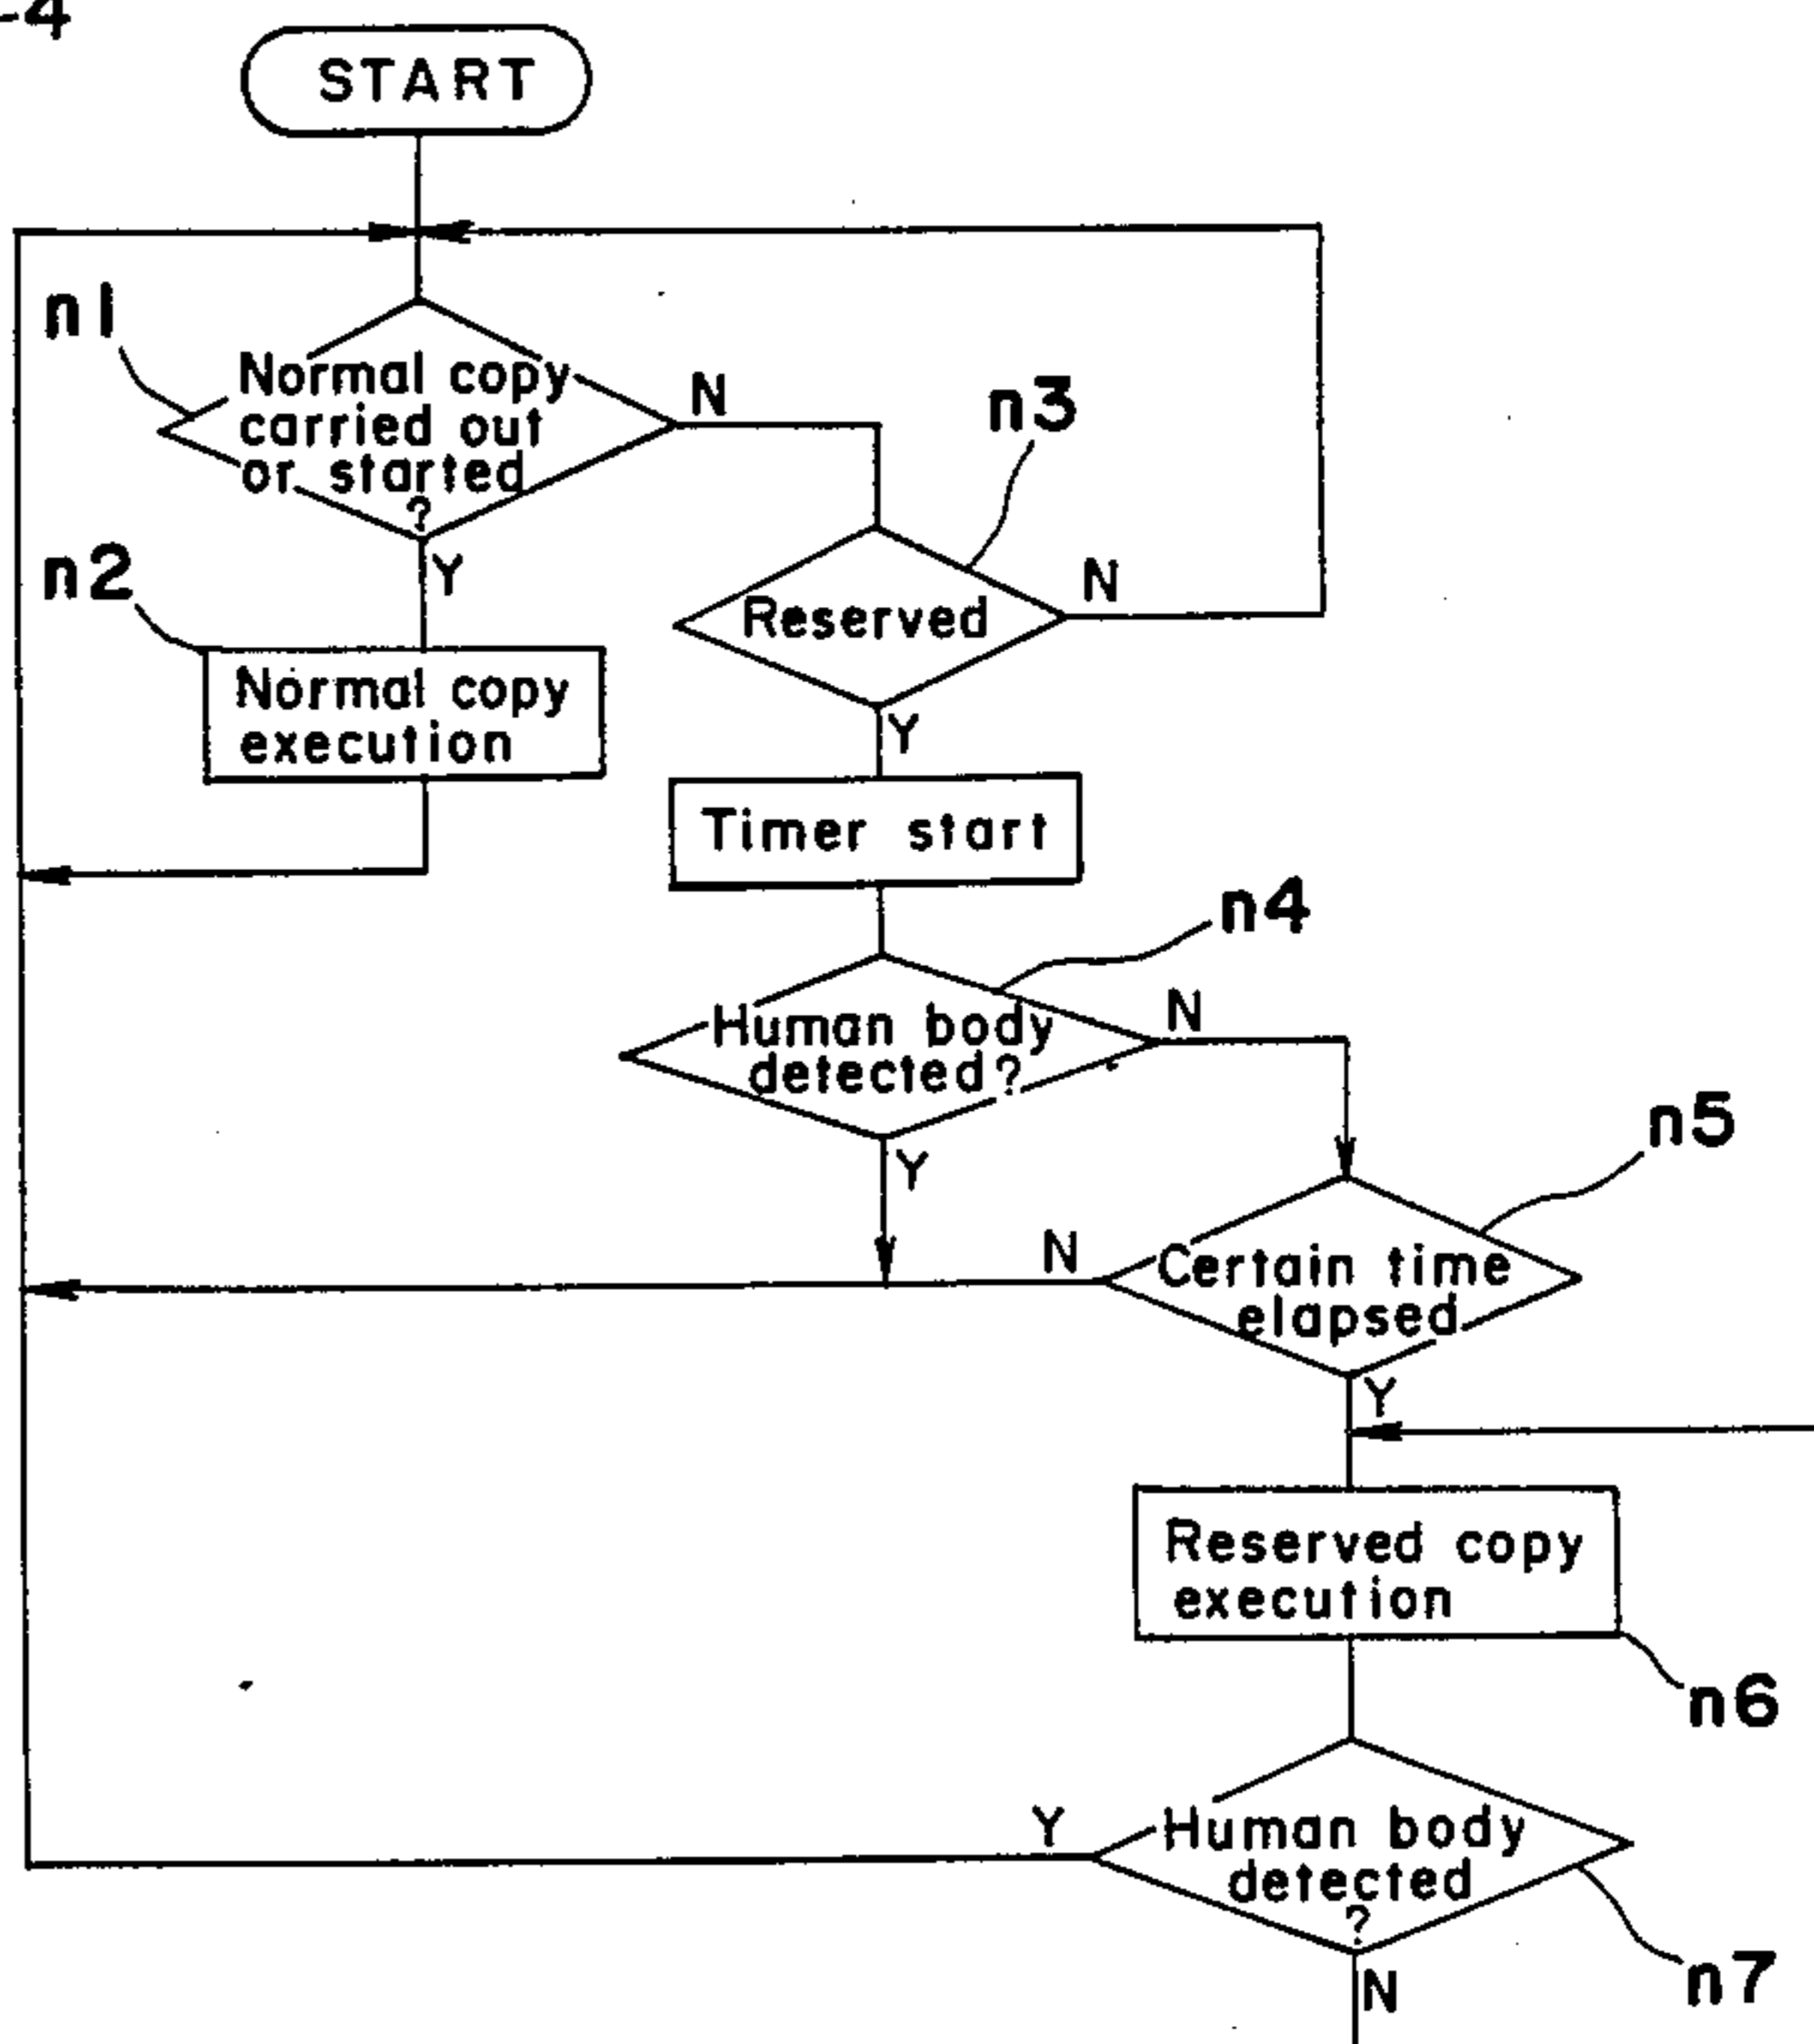 -4
START
n1
Normal copy
carried out
or started
?
N
Y
n2
Normal copy
execution
n3
Reserved
N
Y
Timer start
n4
Human body
detected?
N
Y
n5
Certain time
elapsed
N
Y
Reserved copy
execution
n6
Human body
detected
?
Y
n7
N